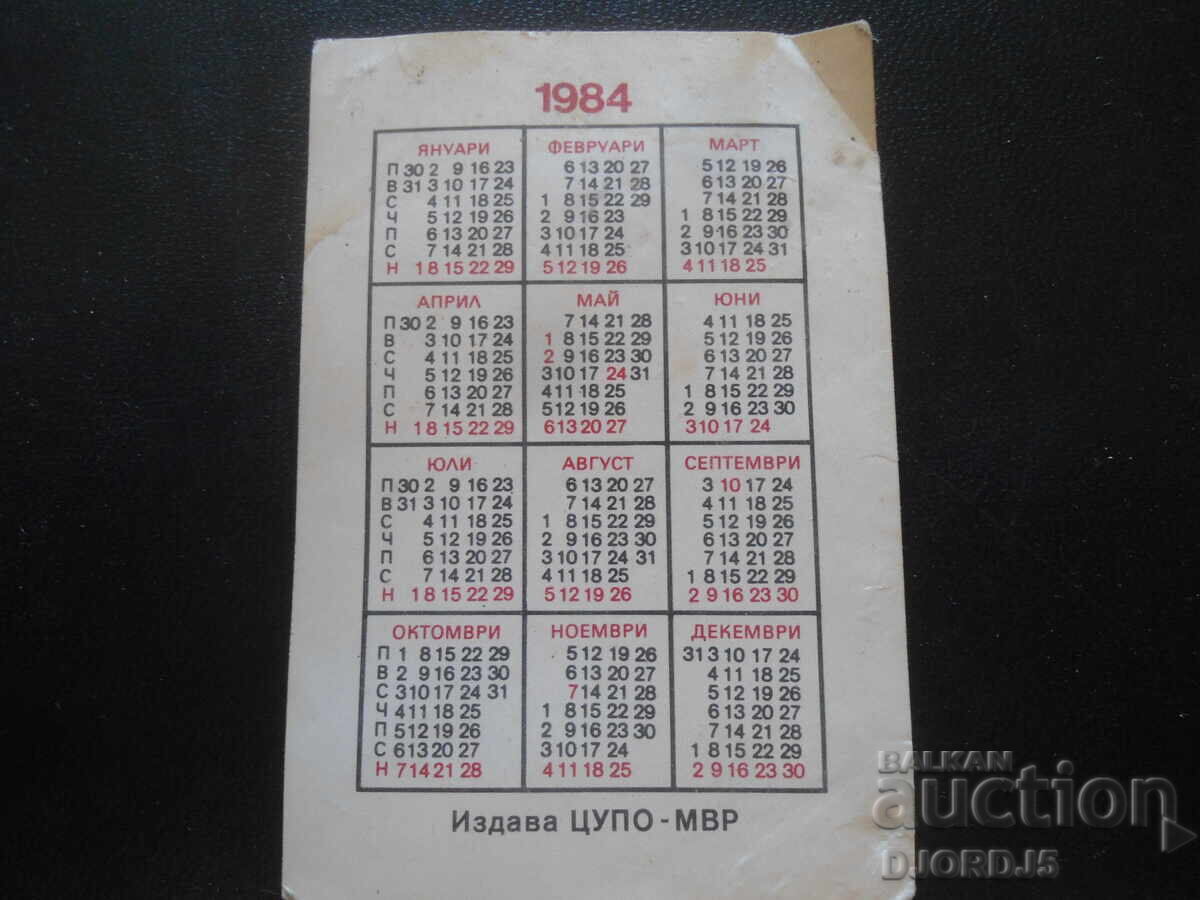 1984
ЯНУАРИ ФЕВРУАРИ МАРТ
П 30 2 9 16 23 6 13 20 27 5 12 19 26
В 31 3 10 17 24 7 14 21 28 6 13 20 27
С 4 11 18 25 1 8 15 22 29 7 14 21 28
Ч 5 12 19 26 2 9 16 23 1 8 15 22 29
П 6 13 20 27 3 10 17 24 2 9 16 23 30
С 7 14 21 28 4 11 18 25 3 10 17 24 31
Н 1 8 15 22 29 5 12 19 26 4 11 18 25
АПРИЛ МАЙ ЮНИ
П 30 2 9 16 23 7 14 21 28 4 11 18 25
В 3 10 17 24 1 8 15 22 29 5 12 19 26
С 4 11 18 25 2 9 16 23 30 6 13 20 27
Ч 5 12 19 26 3 10 17 24 31 7 14 21 28
П 6 13 20 27 4 11 18 25 1 8 15 22 29
С 7 14 21 28 5 12 19 26 2 9 16 23 30
Н 1 8 15 22 29 6 13 20 27 3 10 17 24
ЮЛИ АВГУСТ СЕПТЕМВРИ
П 30 2 9 16 23 6 13 20 27 3 10 17 24
В 31 3 10 17 24 7 14 21 28 4 11 18 25
С 4 11 18 25 1 8 15 22 29 5 12 19 26
Ч 5 12 19 26 2 9 16 23 30 6 13 20 27
П 6 13 20 27 3 10 17 24 31 7 14 21 28
С 7 14 21 28 4 11 18 25 1 8 15 22 29
Н 1 8 15 22 29 5 12 19 26 2 9 16 23 30
ОКТОМВРИ НОЕМВРИ ДЕКЕМВРИ
П 1 8 15 22 29 5 12 19 26 31 3 10 17 24
В 2 9 16 23 30 6 13 20 27 4 11 18 25
С 3 10 17 24 31 7 14 21 28 5 12 19 26
Ч 4 11 18 25 1 8 15 22 29 6 13 20 27
П 5 12 19 26 2 9 16 23 30 7 14 21 28
С 6 13 20 27 3 10 17 24 1 8 15 22 29
Н 7 14 21 28 4 11 18 25 2 9 16 23 30
Издава ЦУПО - МВР
BALKAN
auction
DJORDJ5